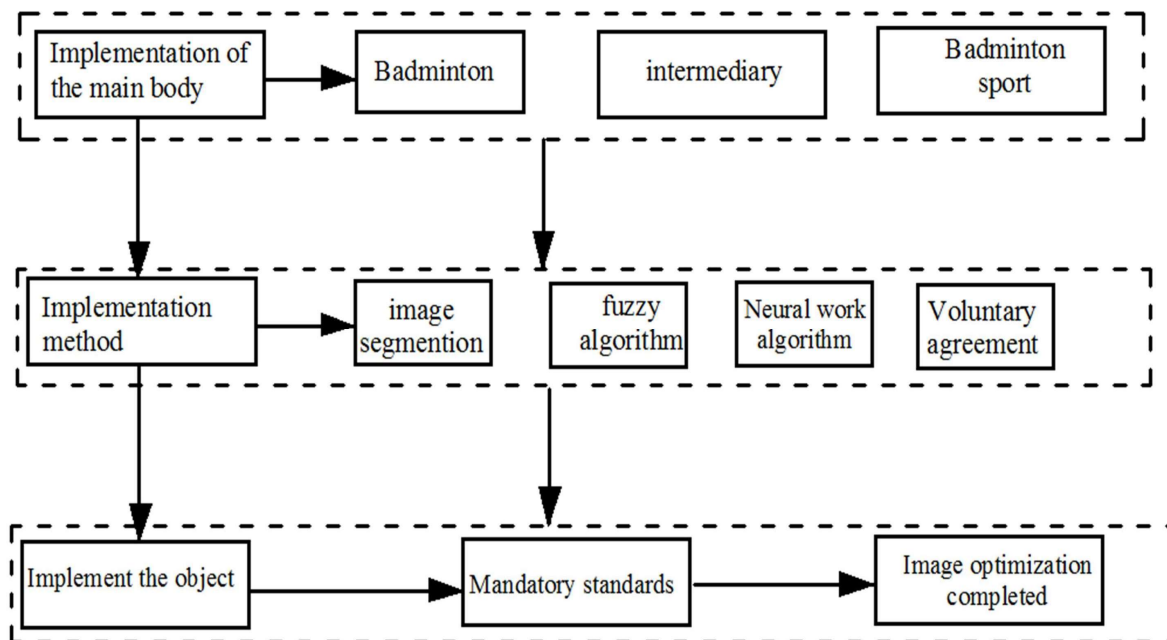 Implementation of
the main body
Badminton
intermediary
Badminton
sport
Implementation
method
image
segmention
fuzzy
algorithm
Neural work
algorithm
Voluntary
agreement
Implement the object
Mandatory standards
Image optimization
completed